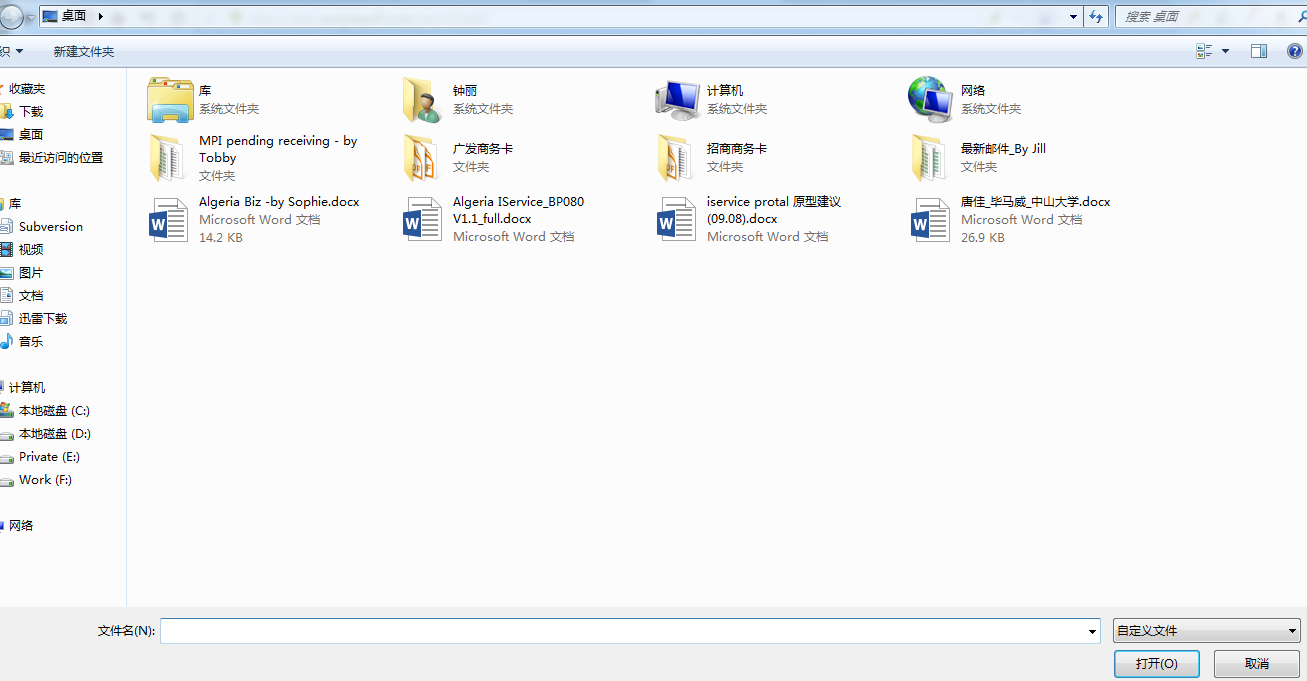 桌面
搜索 桌面
织
新建文件夹
收藏夹
下载
桌面
最近访问的位置
库
Subversion
视频
图片
文档
迅雷下载
音乐
计算机
本地磁盘 (C:)
本地磁盘 (D:)
Private (E:)
Work (F:)
网络
库
系统文件夹
钟丽
系统文件夹
计算机
系统文件夹
网络
系统文件夹
MPI pending receiving - by
Tobby
文件夹
广发商务卡
文件夹
招商商务卡
文件夹
最新邮件_By Jill
文件夹
Algeria Biz -by Sophie.docx
Microsoft Word 文档
14.2 KB
Algeria IService_BP080
V1.1_full.docx
Microsoft Word 文档
iservice protal 原型建议
(09.08).docx
Microsoft Word 文档
唐佳_毕马威_中山大学.docx
Microsoft Word 文档
26.9 KB
文件名(N):
自定义文件
打开(O)
取消